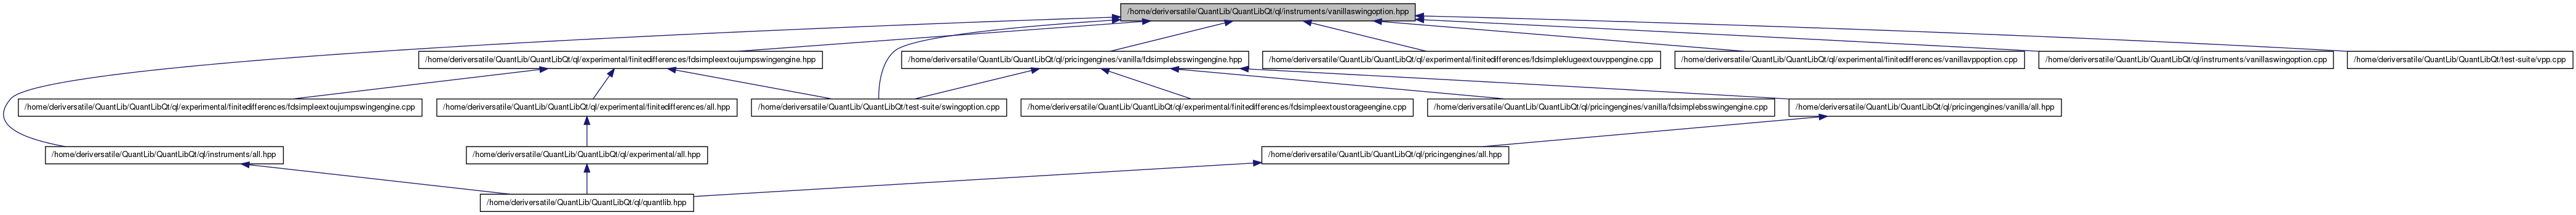 /home/deriversatile/QuantLib/QuantLibQt/ql/instruments/vanillaswingoption.hpp
/home/deriversatile/QuantLib/QuantLibQt/ql/experimental/finitedifferences/fdsimpleextoujumpswingengine.hpp
/home/deriversatile/QuantLib/QuantLibQt/ql/pricingengines/vanilla/fdsimplebsswingengine.hpp
/home/deriversatile/QuantLib/QuantLibQt/ql/experimental/finitedifferences/fdsimpleklugeextouvppengine.cpp
/home/deriversatile/QuantLib/QuantLibQt/ql/experimental/finitedifferences/vanillavppoption.cpp
/home/deriversatile/QuantLib/QuantLibQt/ql/instruments/vanillaswingoption.cpp
/home/deriversatile/QuantLib/QuantLibQt/test-suite/vpp.cpp
/home/deriversatile/QuantLib/QuantLibQt/ql/experimental/finitedifferences/fdsimpleextoujumpswingengine.cpp
/home/deriversatile/QuantLib/QuantLibQt/ql/experimental/finitedifferences/all.hpp
/home/deriversatile/QuantLib/QuantLibQt/test-suite/swingoption.cpp
/home/deriversatile/QuantLib/QuantLibQt/ql/experimental/finitedifferences/fdsimpleextoustorageengine.cpp
/home/deriversatile/QuantLib/QuantLibQt/ql/pricingengines/vanilla/fdsimplebsswingengine.cpp
/home/deriversatile/QuantLib/QuantLibQt/ql/pricingengines/vanilla/all.hpp
/home/deriversatile/QuantLib/QuantLibQt/ql/instruments/all.hpp
/home/deriversatile/QuantLib/QuantLibQt/ql/experimental/all.hpp
/home/deriversatile/QuantLib/QuantLibQt/ql/pricingengines/all.hpp
/home/deriversatile/QuantLib/QuantLibQt/ql/quantlib.hpp